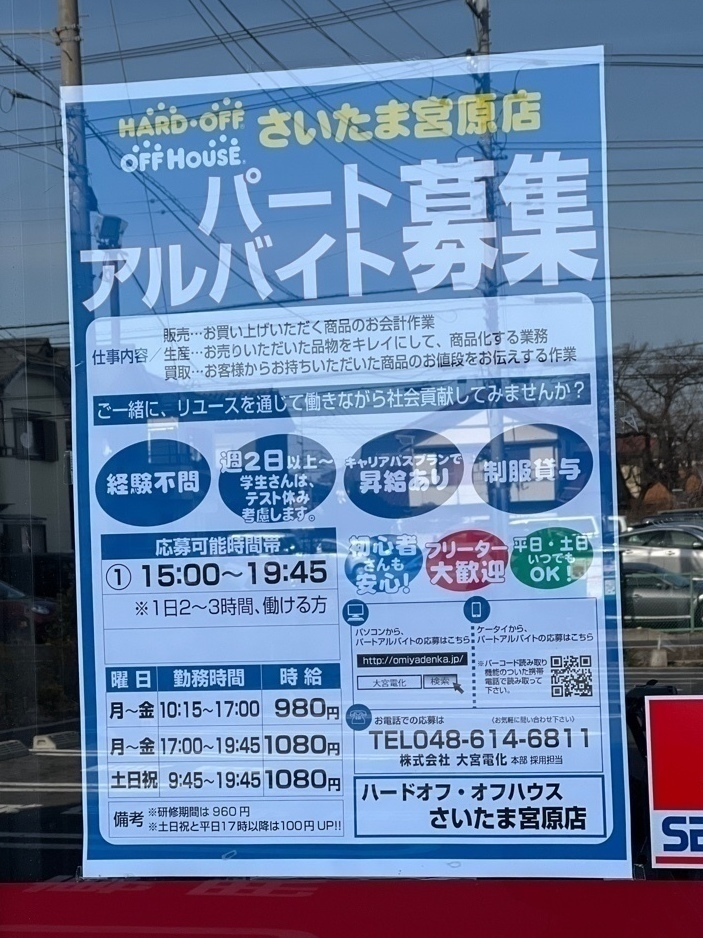 HARD・OFF
OFF HOUSE
さいたま宮原店
パート
アルバイト
募集
仕事内容
販売…お買い上げいただく商品のお会計作業
生産…お売りいただいた品物をキレイにして、商品化する業務
買取…お客様からお持ちいただいた商品のお値段をお伝えする作業
ご一緒に、リユースを通じて働きながら社会貢献してみませんか?
経験不問
週2日以上〜
学生さんは、
テスト休み
考慮します。
キャリアパスプランで
昇給あり
制服貸与
応募可能時間帯
① 15:00〜19:45
※1日2〜3時間、働ける方
初心者
さんも
安心!
フリーター
大歓迎
平日・土日
いつでも
OK!
パソコンから、
パートアルバイトの応募はこちら
http://omiyadenka.jp/
大宮電化 検索
ケータイから、
パートアルバイトの応募はこちら
※バーコード読み取り
機能のついた携帯
電話で読み取って
下さい。
曜日 勤務時間 時給
月〜金 10:15〜17:00 980円
月〜金 17:00〜19:45 1080円
土日祝 9:45〜19:45 1080円
備考
※研修期間は 960円
※土日祝と平日17時以降は100円UP!!
お電話での応募は (お気軽に問い合わせ下さい)
TEL048-614-6811
株式会社 大宮電化 本部 採用担当
ハードオフ・オフハウス
さいたま宮原店